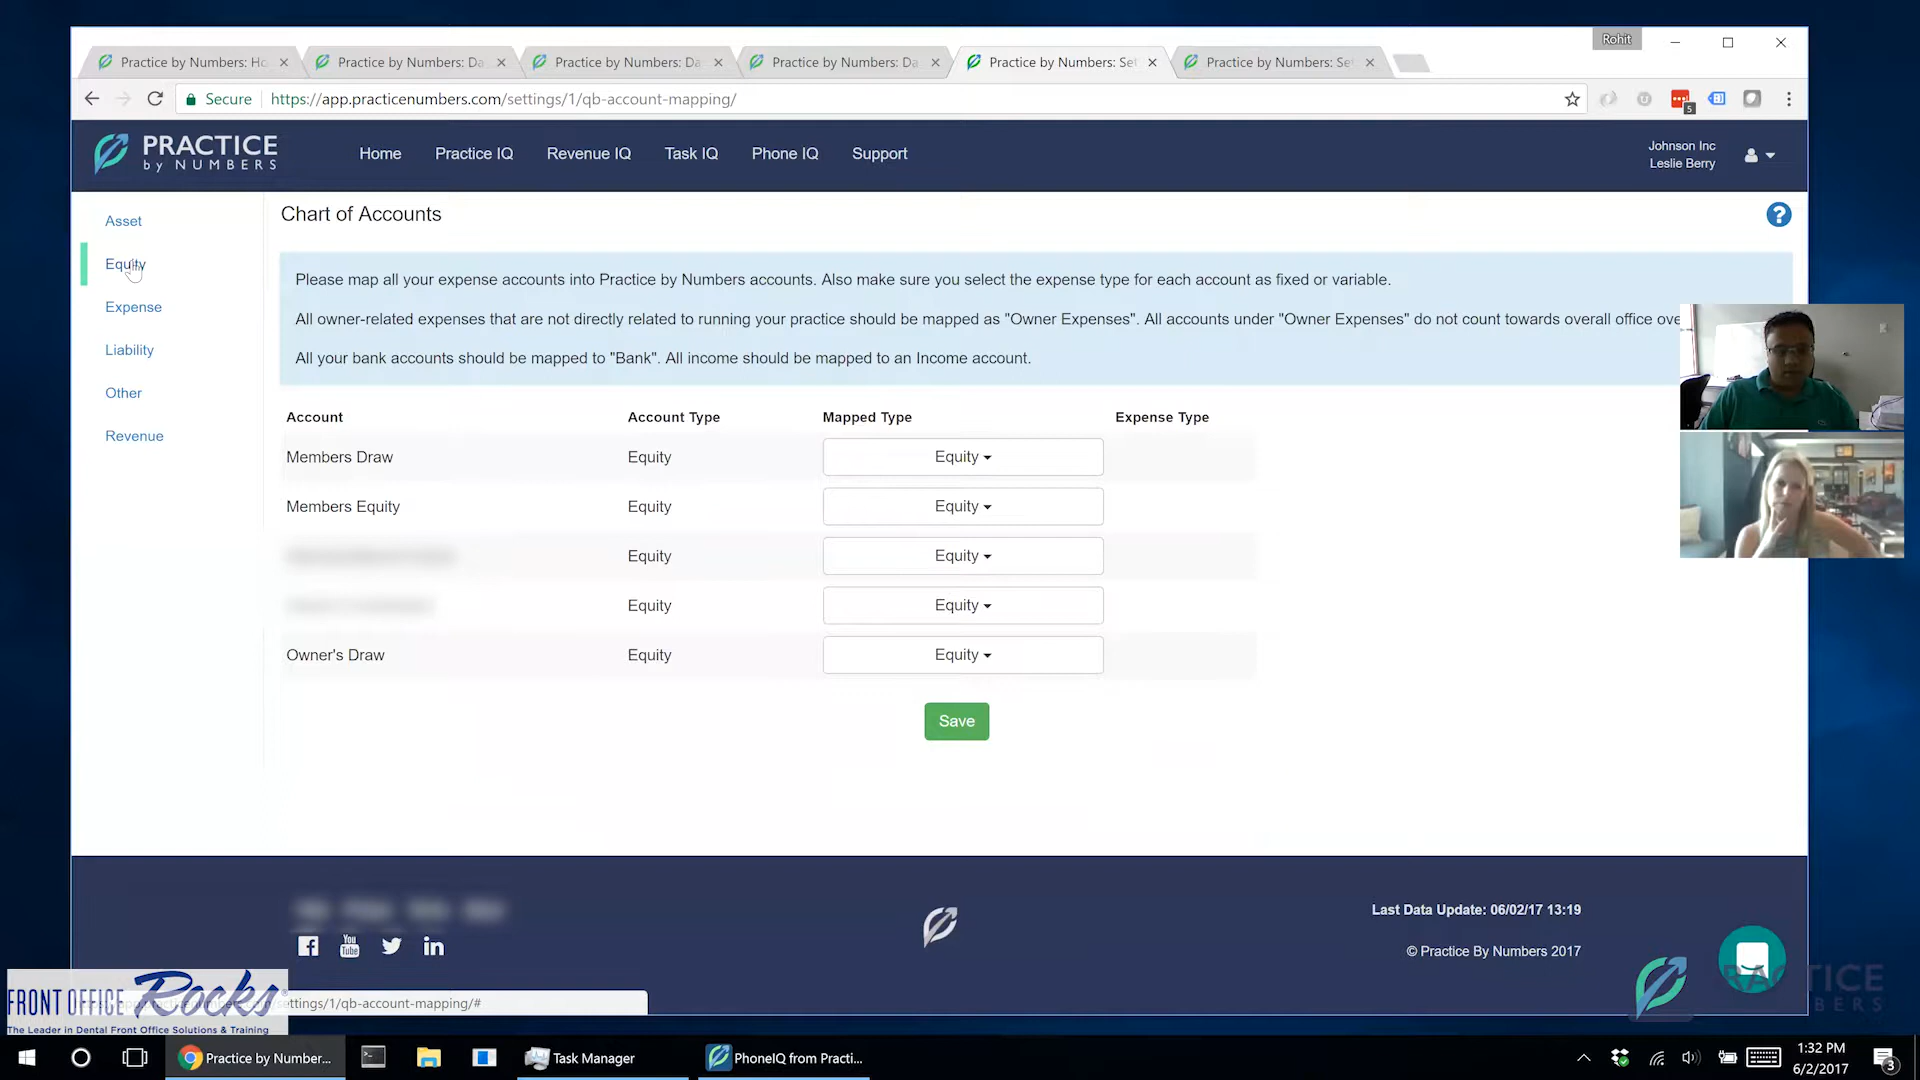 Rohit
Practice by Numbers: Ho
Practice by Numbers: Da
Practice by Numbers: Da
Practice by Numbers: Da
Practice by Numbers: Set
Practice by Numbers: Set
Secure
https://app.practicenumbers.com/settings/1/qb-account-mapping/
5
PRACTICE
by NUMBERS
Home
Practice IQ
Revenue IQ
Task IQ
Phone IQ
Support
Johnson Inc
Leslie Berry
Asset
Equity
Expense
Liability
Other
Revenue
Chart of Accounts
?
Please map all your expense accounts into Practice by Numbers accounts. Also make sure you select the expense type for each account as fixed or variable.
All owner-related expenses that are not directly related to running your practice should be mapped as "Owner Expenses". All accounts under "Owner Expenses" do not count towards overall office ove
All your bank accounts should be mapped to "Bank". All income should be mapped to an Income account.
Account Account Type Mapped Type Expense Type
Members Draw Equity Equity
Members Equity Equity Equity
Equity Equity
Equity Equity
Owner's Draw Equity Equity
Save
You
Tube
in
Last Data Update: 06/02/17 13:19
© Practice By Numbers 2017
FRONT OFFICE Rocks
The Leader in Dental Front Office Solutions & Training
settings/1/qb-account-mapping/#
Practice by Number...
Task Manager
PhoneIQ from Practi...
1:32 PM
6/2/2017
3